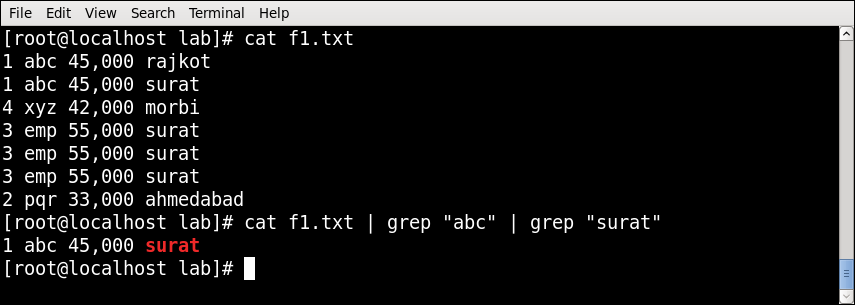 File Edit View Search Terminal Help
[root@localhost lab]# cat f1.txt
1 abc 45,000 rajkot
1 abc 45,000 surat
4 xyz 42,000 morbi
3 emp 55,000 surat
3 emp 55,000 surat
3 emp 55,000 surat
2 pqr 33,000 ahmedabad
[root@localhost lab]# cat f1.txt | grep "abc" | grep "surat"
1 abc 45,000 surat
[root@localhost lab]#